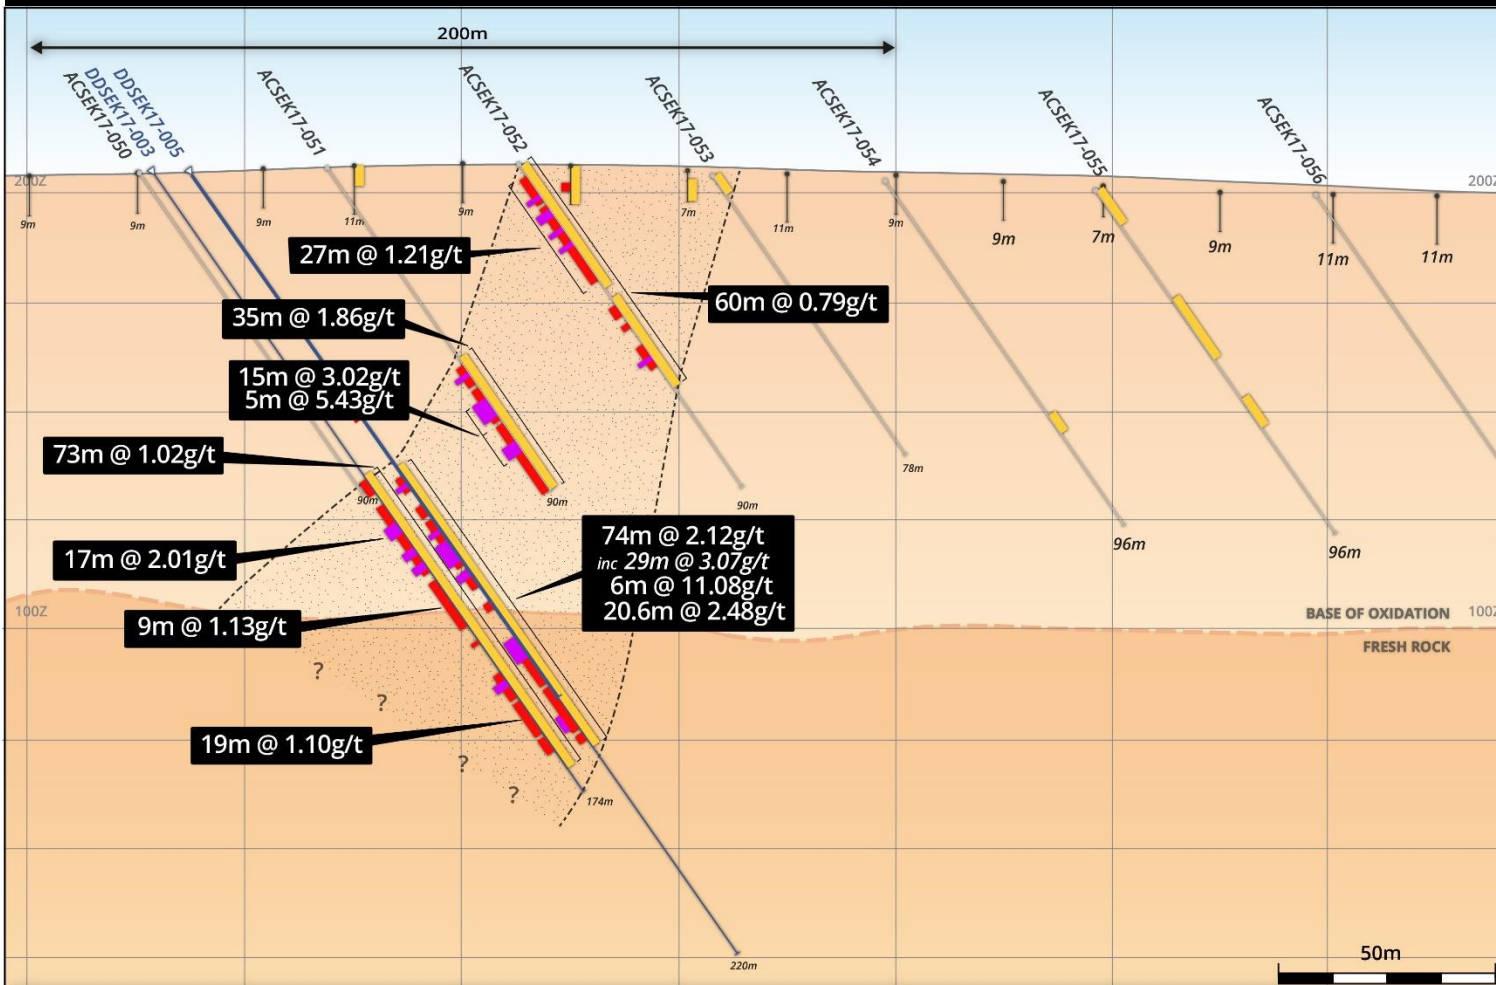 200m
ACSEK17-050
DDSEK17-003
DDSEK17-005
ACSEK17-051
ACSEK17-052
ACSEK17-053
ACSEK17-054
ACSEK17-055
ACSEK17-056
200Z
200Z
9m
9m
9m
11m
9m
7m
11m
9m
9m
7m
9m
11m
11m
27m @ 1.21g/t
60m @ 0.79g/t
35m @ 1.86g/t
15m @ 3.02g/t
5m @ 5.43g/t
73m @ 1.02g/t
78m
90m
90m
90m
96m
96m
74m @ 2.12g/t
inc 29m @ 3.07g/t
6m @ 11.08g/t
20.6m @ 2.48g/t
17m @ 2.01g/t
9m @ 1.13g/t
100Z
BASE OF OXIDATION
100Z
FRESH ROCK
?
?
?
?
19m @ 1.10g/t
174m
220m
50m